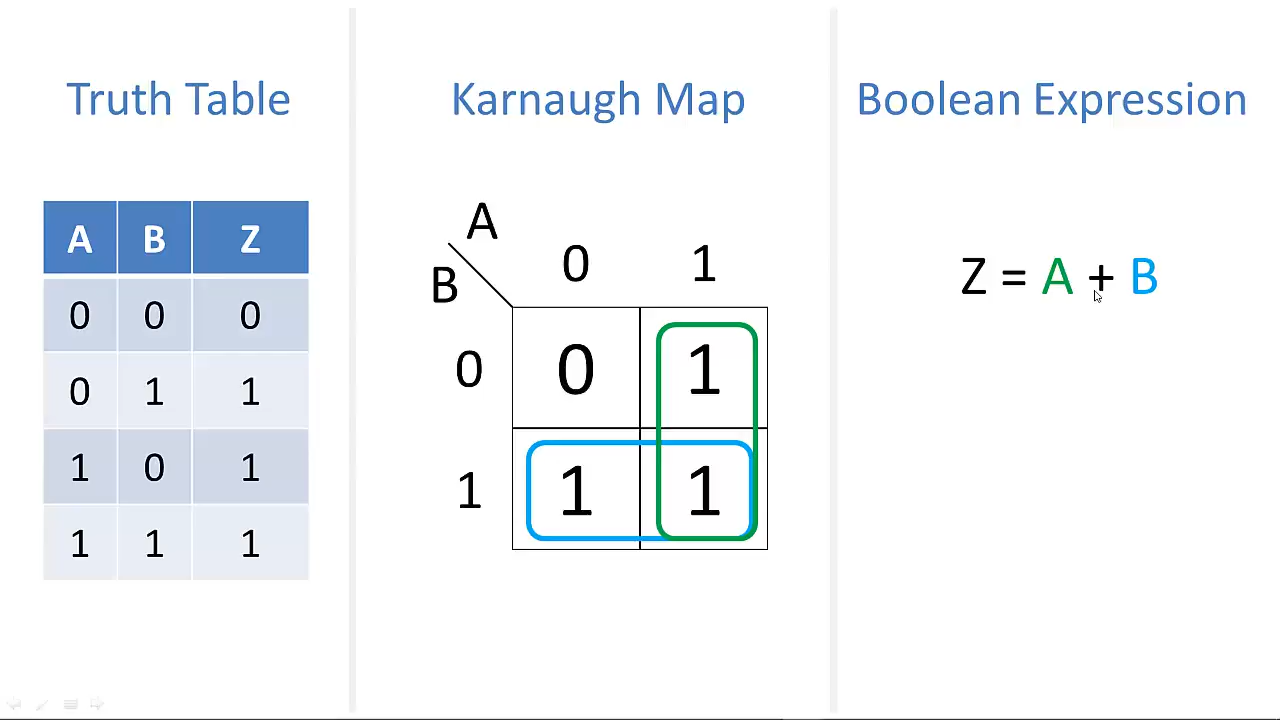 Truth Table
A B Z
0 0 0
0 1 1
1 0 1
1 1 1
Karnaugh Map
A
B
0 1
0 0 1
1 1 1
Boolean Expression
Z = A + B